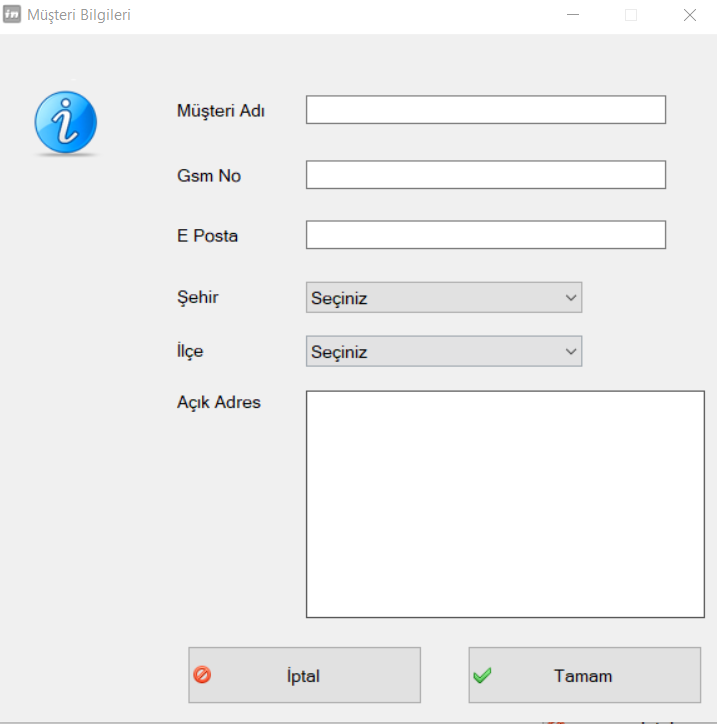 Müşteri Bilgileri
Müşteri Adı
Gsm No
E Posta
Şehir Seçiniz
İlçe Seçiniz
Açık Adres
İptal Tamam